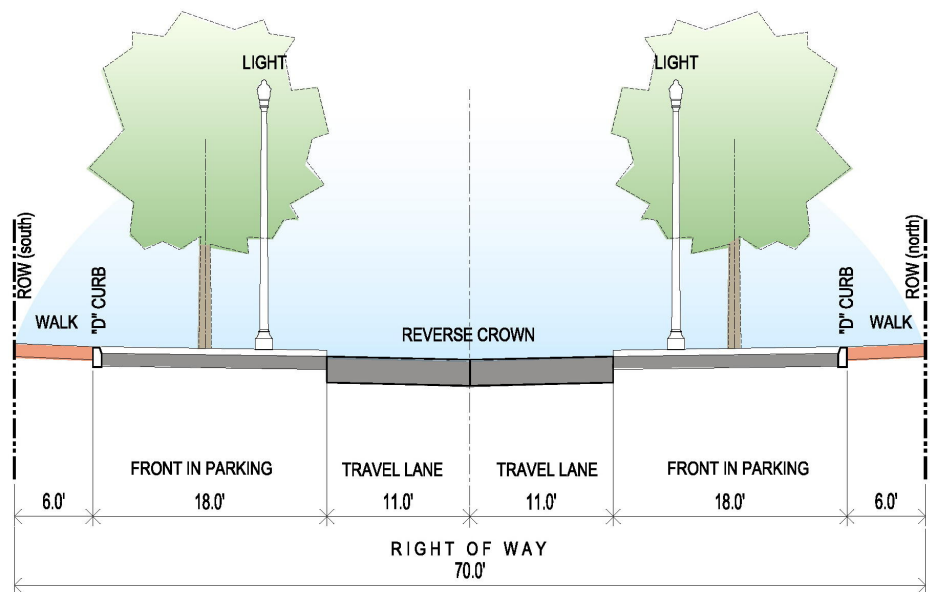 LIGHT
LIGHT
ROW (south)
"D" CURB
WALK
REVERSE CROWN
"D" CURB
WALK
ROW (north)
FRONT IN PARKING
TRAVEL LANE
TRAVEL LANE
FRONT IN PARKING
6.0'
18.0'
11.0'
11.0'
18.0'
6.0'
RIGHT OF WAY
70.0'